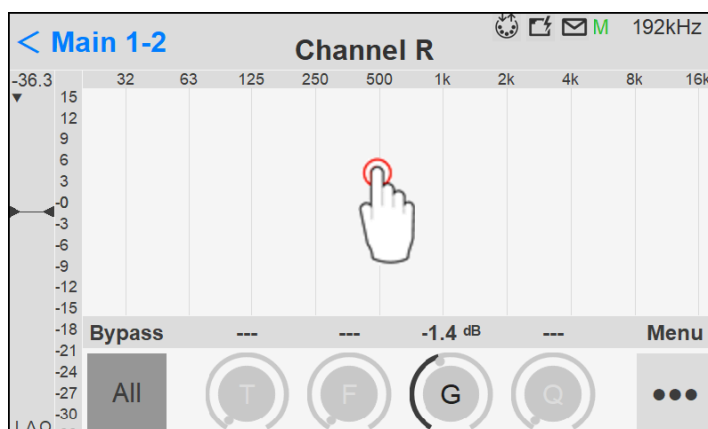 < Main 1-2
Channel R
M 192kHz
-36.3 32 63 125 250 500 1k 2k 4k 8k 16k
15
12
9
6
3
-0
-3
-6
-9
-12
-15
-18 Bypass --- --- -1.4 dB --- Menu
-21
-24
-27 All T F G Q •••
-30